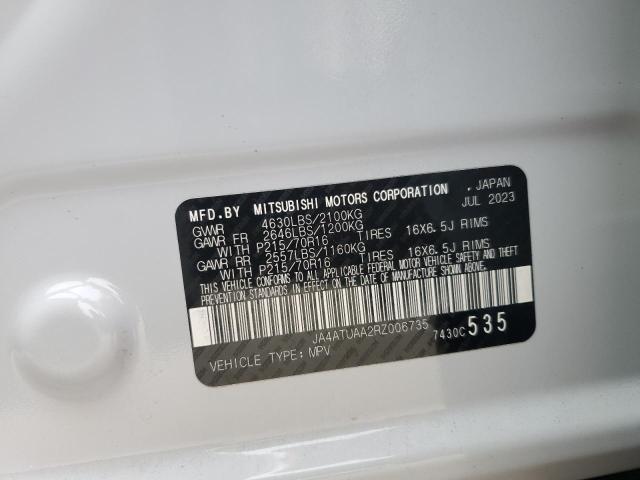 MFD.BY MITSUBISHI MOTORS CORPORATION , JAPAN
GVWR 4630LBS/2100KG JUL 2023
GAWR FR 2646LBS/1200KG
WITH P215/70R16 TIRES 16X6.5J RIMS
GAWR RR 2557LBS/1160KG
WITH P215/70R16 TIRES 16X6.5J RIMS
THIS VEHICLE CONFORMS TO ALL APPLICABLE FEDERAL MOTOR VEHICLE SAFETY AND
THEFT PREVENTION STANDARDS IN EFFECT ON THE DATE OF MANUFACTURE SHOWN ABOVE.
JA4ATUAA2RZ006735 7430C 535
VEHICLE TYPE: MPV